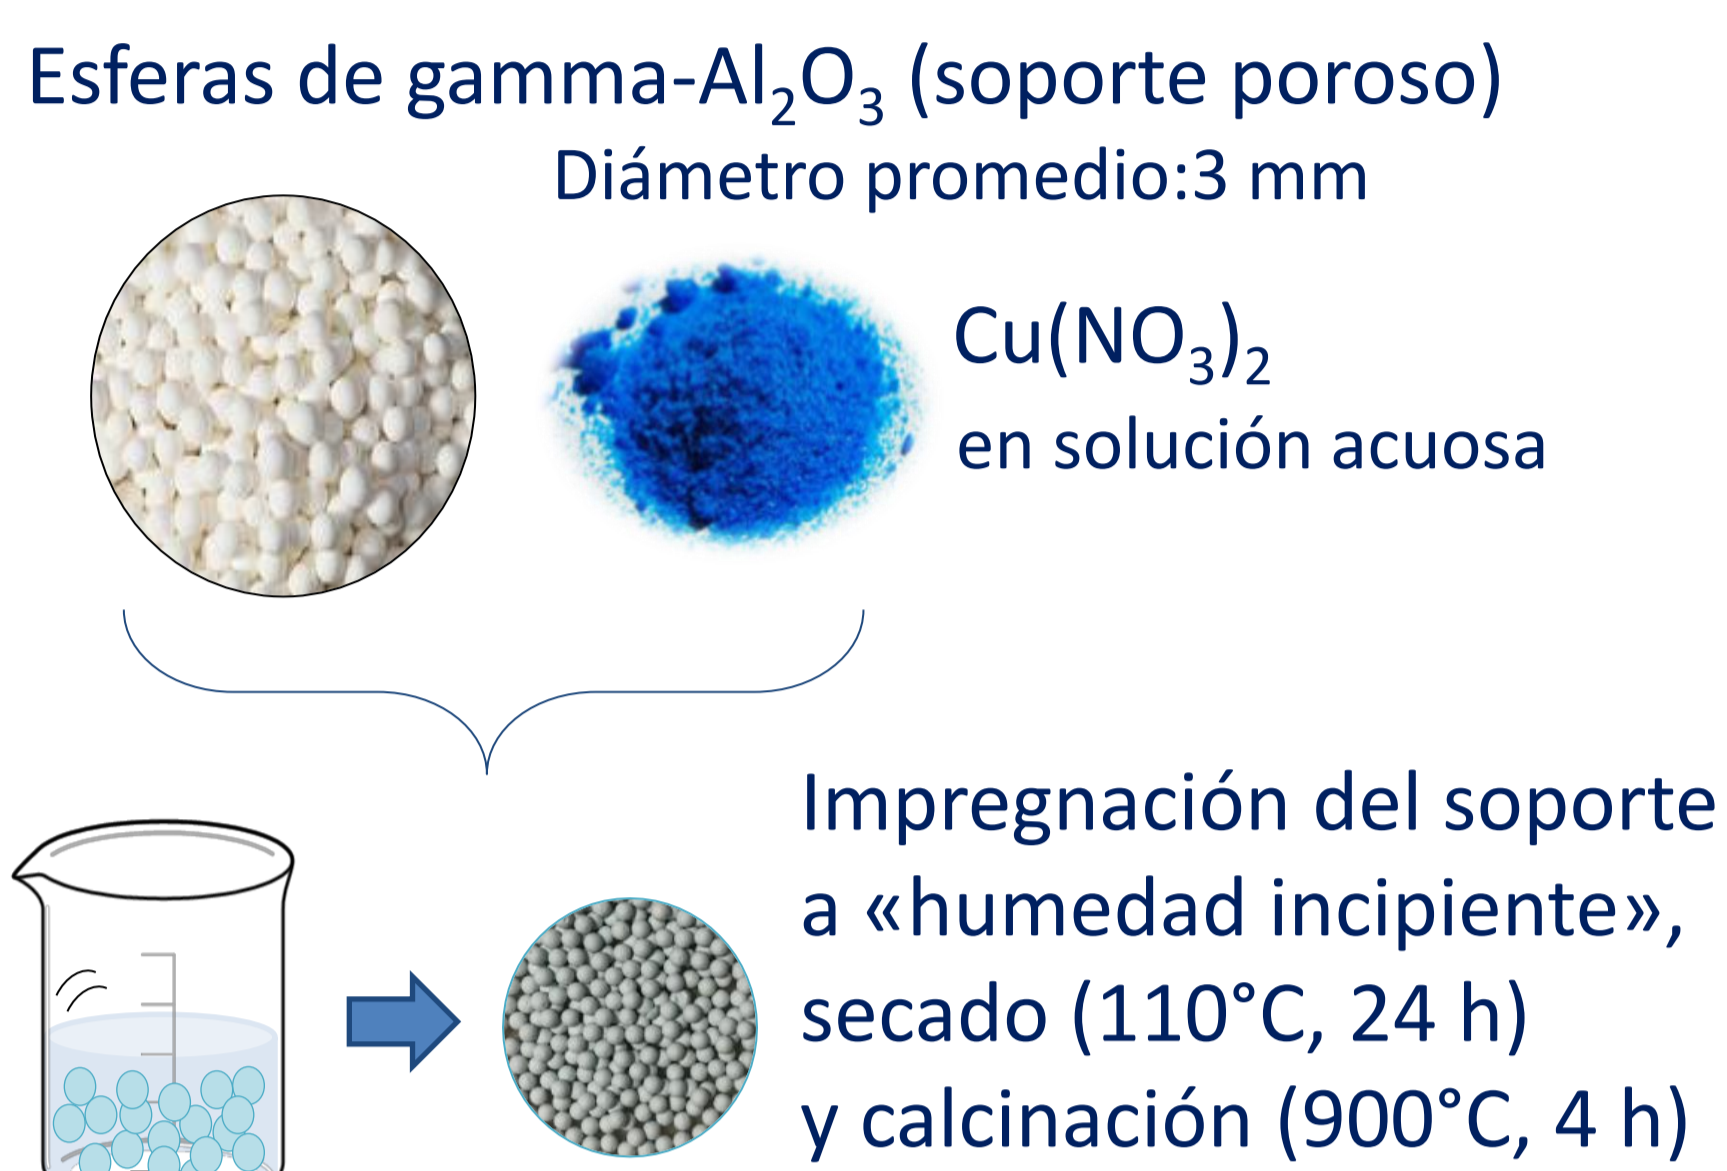 Esferas de gamma-Al₂O₃ (soporte poroso)
Diámetro promedio:3 mm
Cu(NO₃)₂
en solución acuosa
Impregnación del soporte
a «humedad incipiente»,
secado (110°C, 24 h)
y calcinación (900°C, 4 h)